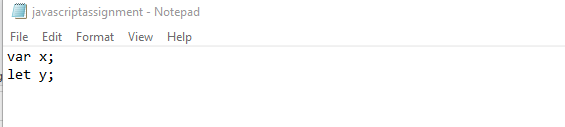 javascriptassignment - Notepad
File Edit Format View Help
var x;
let y;